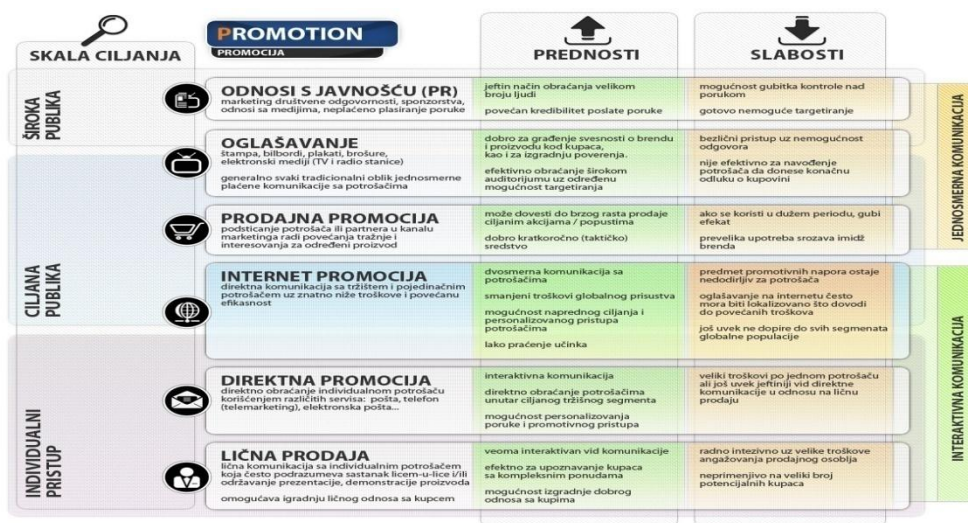 SKALA CILJANJA
PROMOTION
PROMOCIJA
PREDNOSTI
SLABOSTI
ŠIROKA
PUBLIKA
ODNOSI S JAVNOŠĆU (PR)
marketing društvene odgovornosti, sponzorstva,
odnosi sa medijima, neplaćeno plasiranje poruke
jeftin način obraćanja velikom
broju ljudi
povećan kredibilitet poslate poruke
mogućnost gubitka kontrole nad
porukom
gotovo nemoguće targetiranje
OGLAŠAVANJE
štampa, bilbordi, plakati, brošure,
elektronski mediji (TV i radio stanice)
generalno svaki tradicionalni oblik jednosmerne
plaćene komunikacije sa potrošačima
dobro za građenje svesnosti o brendu
i proizvodu kod kupaca,
kao i za izgradnju poverenja.
efektivno obraćanje širokom
auditorijumu uz određenu
mogućnost targetiranja
bezlični pristup uz nemogućnost
odgovora
nije efektivno za navođenje
potrošača da donese konačnu
odluku o kupovini
JEDNOSMERNA KOMUNIKACIJA
CILJANA
PUBLIKA
PRODAJNA PROMOCIJA
podsticanje potrošača ili partnera u kanalu
marketinga radi povećanja tražnje i
interesovanja za određeni proizvod
može dovesti do brzog rasta prodaje
ciljanim akcijama / popustima
dobro kratkoročno (taktičko)
sredstvo
ako se koristi u dužem periodu, gubi
efekat
prevelika upotreba srozava imidž
brenda
INTERNET PROMOCIJA
direktna komunikacija sa tržištem i pojedinačnim
potrošačem uz znatno niže troškove i povećanu
efikasnost
dvosmerna komunikacija sa
potrošačima
smanjeni troškovi globalnog prisustva
mogućnost naprednog ciljanja i
personalizovanog pristupa
potrošačima
lako praćenje učinka
predmet promotivnih napora ostaje
nedodirljiv za potrošača
oglašavanje na internetu često
mora biti lokalizovano što dovodi
do povećanih troškova
još uvek ne dopire do svih segmenata
globalne populacije
INTERAKTIVNA KOMUNIKACIJA
INDIVIDUALNI
PRISTUP
DIREKTNA PROMOCIJA
direktno obraćanje individualnom potrošaču
korišćenjem različitih servisa: pošta, telefon
(telemarketing), elektronska pošta...
interaktivna komunikacija
direktno obraćanje potrošačima
unutar ciljanog tržišnog segmenta
mogućnost personalizovanja
poruke i promotivnog pristupa
veliki troškovi po jednom potrošaču
ali još uvek jeftiniji vid direktne
komunikacije u odnosu na ličnu
prodaju
LIČNA PRODAJA
lična komunikacija sa individualnim potrošačem
koja često podrazumeva sastanak licem-u-lice i/ili
održavanje prezentacije, demonstracije proizvoda
omogućava igradnju ličnog odnosa sa kupcem
veoma interaktivan vid komunikacije
efektno za upoznavanje kupaca
sa kompleksnim ponudama
mogućnost izgradnje dobrog
odnosa sa kupima
radno intezivno uz velike troškove
angažovanja prodajnog osoblja
neprimenjivo na veliki broj
potencijalnih kupaca